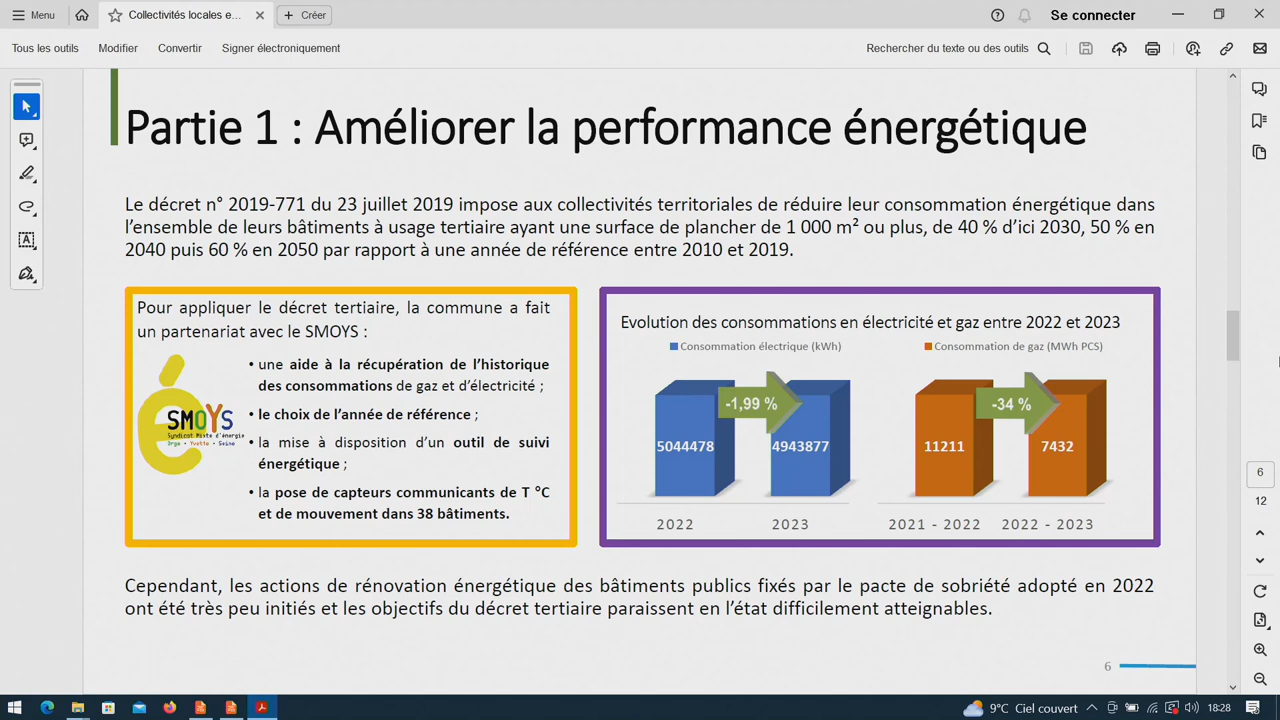 Menu
Collectivités locales e...
Créer
Se connecter
Tous les outils
Modifier
Convertir
Signer électroniquement
Rechercher du texte ou des outils
Partie 1 : Améliorer la performance énergétique
Le décret n° 2019-771 du 23 juillet 2019 impose aux collectivités territoriales de réduire leur consommation énergétique dans
l'ensemble de leurs bâtiments à usage tertiaire ayant une surface de plancher de 1 000 m² ou plus, de 40 % d'ici 2030, 50 % en
2040 puis 60 % en 2050 par rapport à une année de référence entre 2010 et 2019.
Pour appliquer le décret tertiaire, la commune a fait
un partenariat avec le SMOYS :
• une aide à la récupération de l'historique
des consommations de gaz et d'électricité ;
• le choix de l'année de référence ;
• la mise à disposition d'un outil de suivi
énergétique ;
• la pose de capteurs communicants de T °C
et de mouvement dans 38 bâtiments.
SMOYS
Syndicat Mixte d'énergie
Orge • Yvette • Seine
Evolution des consommations en électricité et gaz entre 2022 et 2023
Consommation électrique (kWh)
Consommation de gaz (MWh PCS)
-1,99 %
-34 %
5044478
4943877
11211
7432
2022
2023
2021 - 2022
2022 - 2023
Cependant, les actions de rénovation énergétique des bâtiments publics fixés par le pacte de sobriété adopté en 2022
ont été très peu initiés et les objectifs du décret tertiaire paraissent en l'état difficilement atteignables.
6
6
12
9°C Ciel couvert
18:28